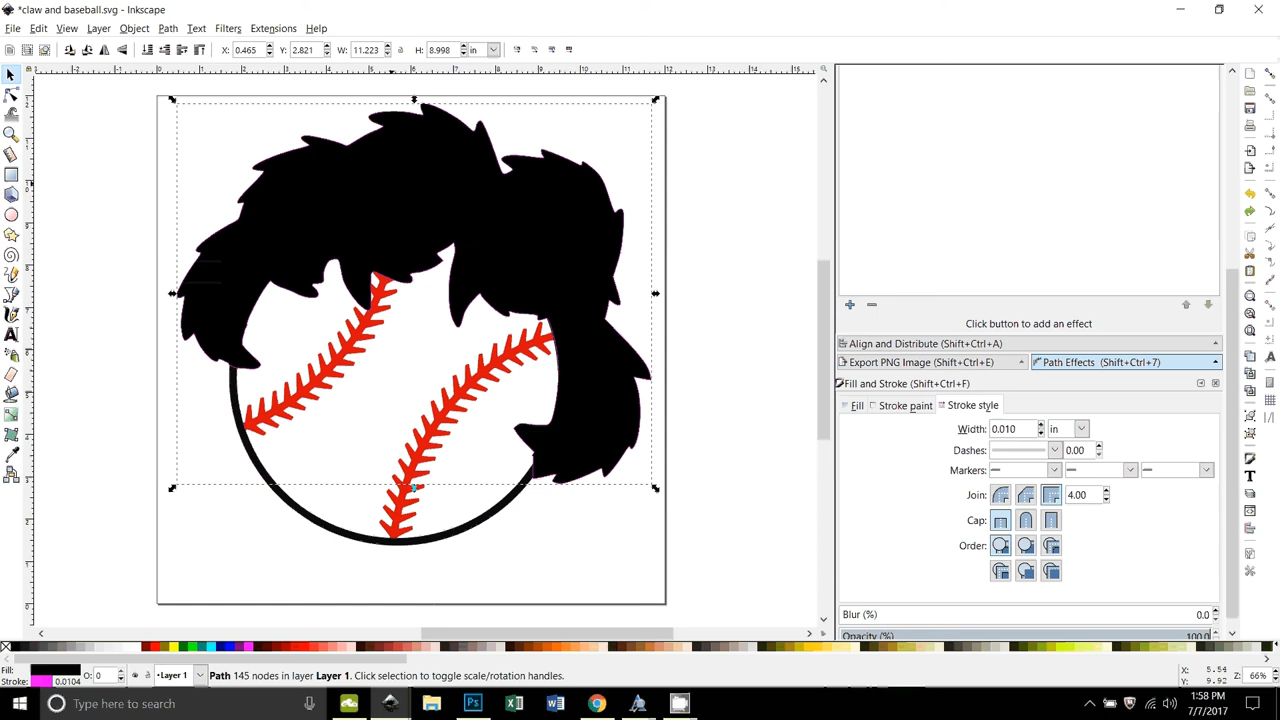 *claw and baseball.svg - Inkscape
File Edit View Layer Object Path Text Filters Extensions Help
X: 0.465 Y: 2.821 W: 11.223 H: 8.998 in
Click button to add an effect
Align and Distribute (Shift+Ctrl+A)
Export PNG Image (Shift+Ctrl+E) Path Effects (Shift+Ctrl+7)
Fill and Stroke (Shift+Ctrl+F)
Fill Stroke paint Stroke style
Width: 0.010 in
Dashes: 0.00
Markers:
Join: 4.00
Cap:
Order:
Blur (%) 0.0
Opacity (%) 100.0
Fill: O: 0 •Layer 1 Path 145 nodes in layer Layer 1. Click selection to toggle scale/rotation handles. X: 5.54 Z: 66%
Stroke: 0.0104 Y: 9.92
Type here to search Ps 1:58 PM
7/7/2017